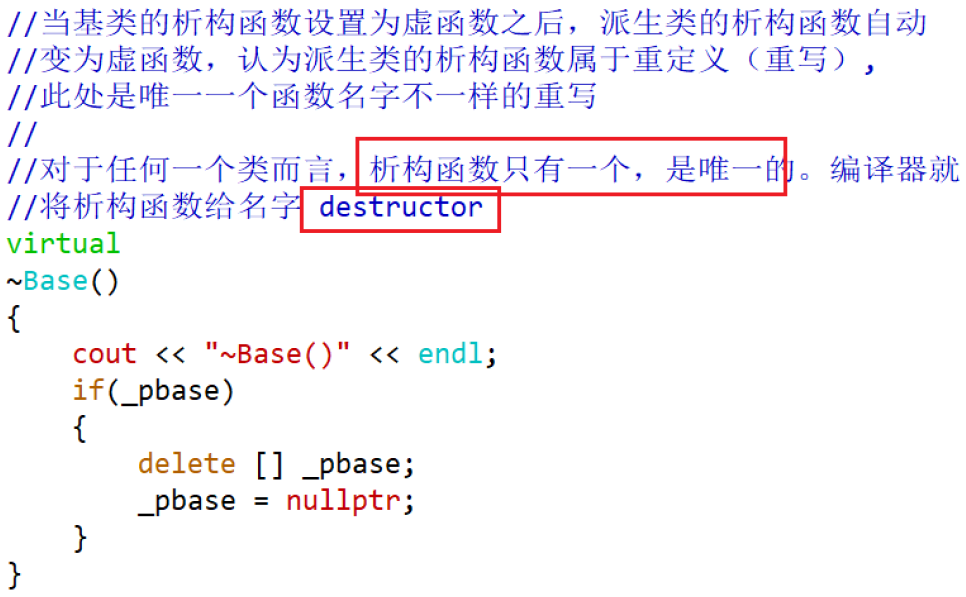 //当基类的析构函数设置为虚函数之后，派生类的析构函数自动
//变为虚函数，认为派生类的析构函数属于重定义（重写）,
//此处是唯一一个函数名字不一样的重写
//
//对于任何一个类而言，析构函数只有一个，是唯一的。编译器就
//将析构函数给名字 destructor
virtual
~Base()
{
    cout << "~Base()" << endl;
    if(_pbase)
    {
        delete [] _pbase;
        _pbase = nullptr;
    }
}